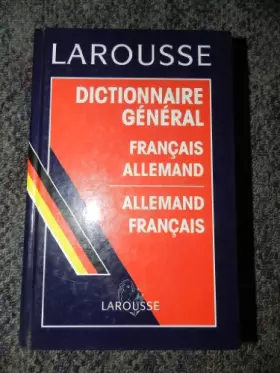 LAROUSSE
DICTIONNAIRE
GÉNÉRAL
FRANÇAIS
ALLEMAND
ALLEMAND
FRANÇAIS
LAROUSSE